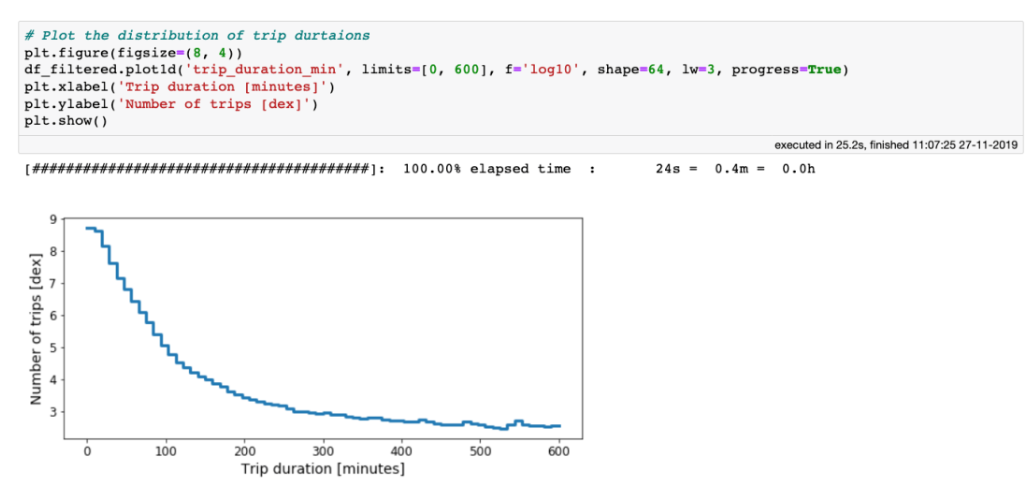 # Plot the distribution of trip durtaions
plt.figure(figsize=(8, 4))
df_filtered.plot1d('trip_duration_min', limits=[0, 600], f='log10', shape=64, lw=3, progress=True)
plt.xlabel('Trip duration [minutes]')
plt.ylabel('Number of trips [dex]')
plt.show()
executed in 25.2s, finished 11:07:25 27-11-2019
[########################################]: 100.00% elapsed time : 24s = 0.4m = 0.0h
9
8
7
6
5
4
3
Number of trips [dex]
0 100 200 300 400 500 600
Trip duration [minutes]